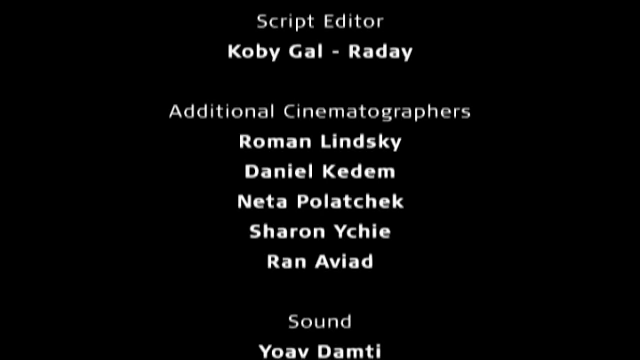 Script Editor
Koby Gal - Raday
Additional Cinematographers
Roman Lindsky
Daniel Kedem
Neta Polatchek
Sharon Ychie
Ran Aviad
Sound
Yoav Damti